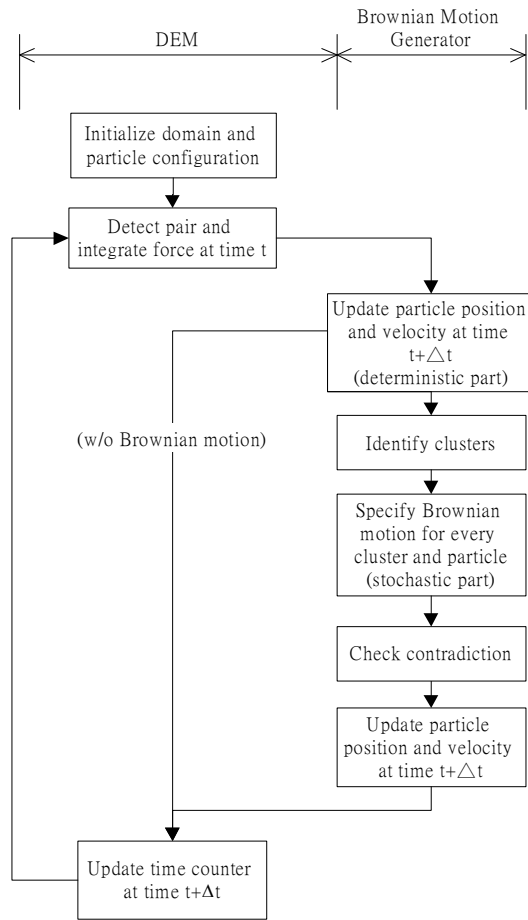 DEM
Brownian Motion
Generator
Initialize domain and
particle configuration
Detect pair and
integrate force at time t
Update particle position
and velocity at time
t+△t
(deterministic part)
(w/o Brownian motion)
Identify clusters
Specify Brownian
motion for every
cluster and particle
(stochastic part)
Check contradiction
Update particle
position and velocity
at time t+△t
Update time counter
at time t+Δt